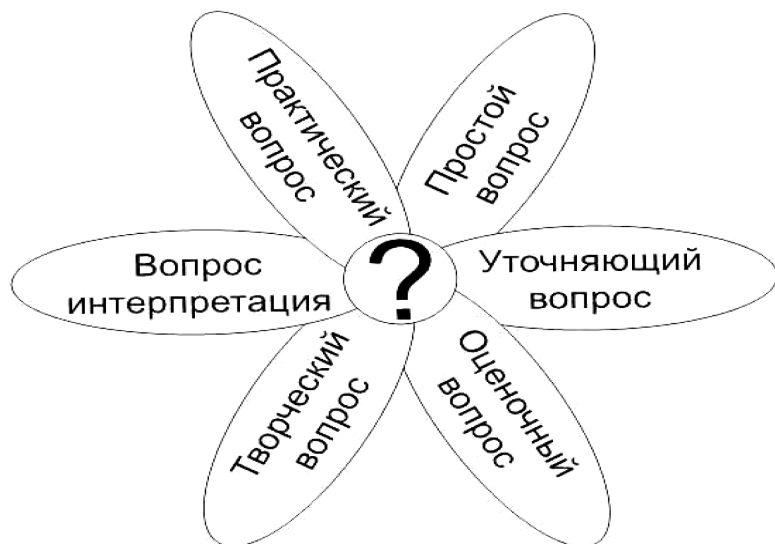 Практический
вопрос
Простой
вопрос
Вопрос
интерпретация
?
Уточняющий
вопрос
Творческий
вопрос
Оценочный
вопрос